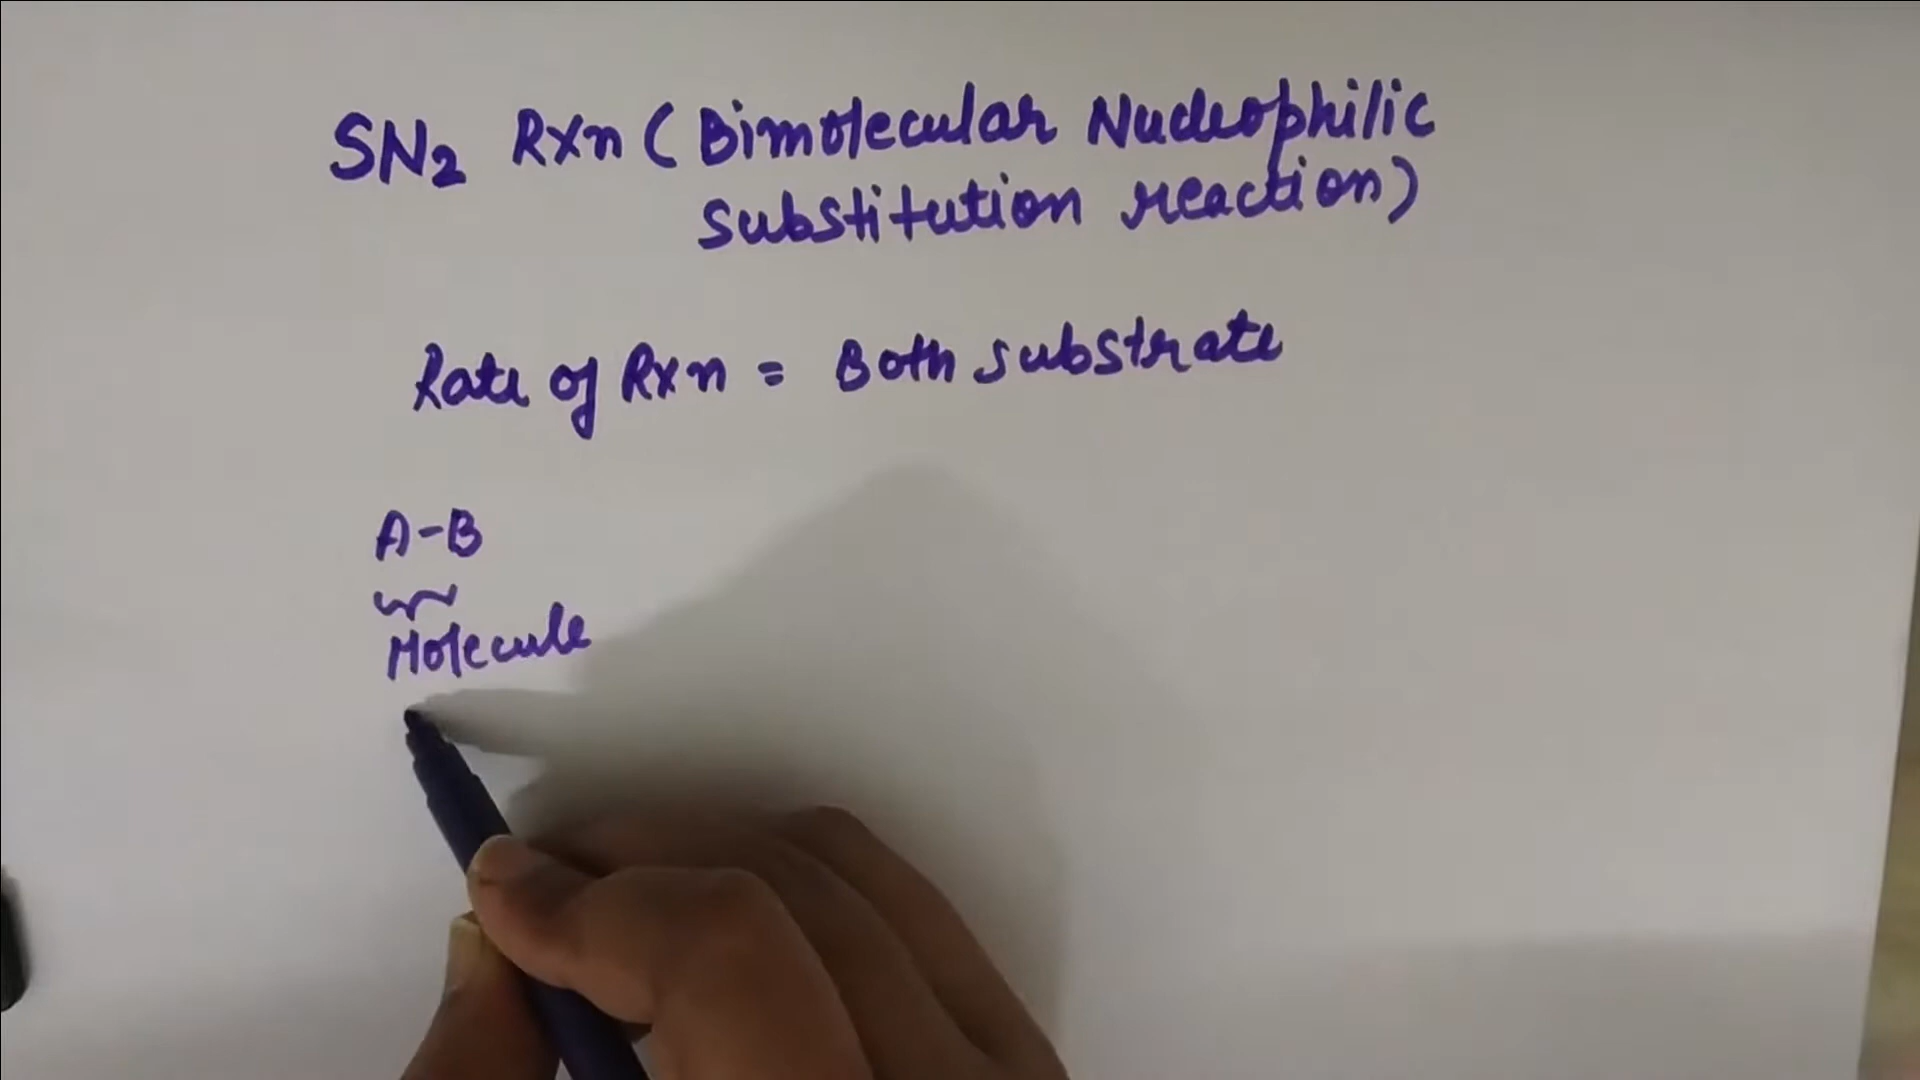 SN2 Rxn (Bimolecular Nucleophilic
substitution reaction)
Rate of Rxn = Both substrate
A-B
Molecule